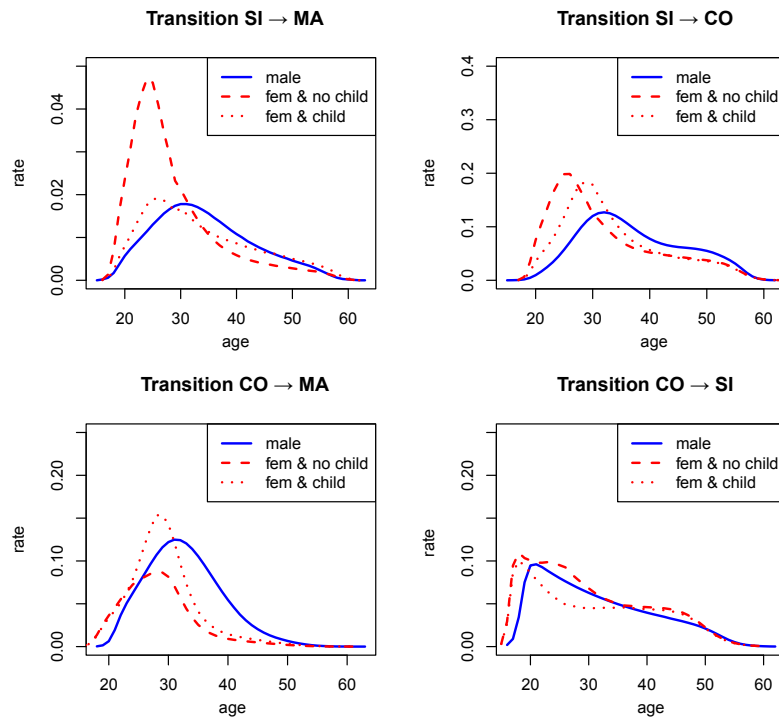 Transition SI → MA
rate
0.00
0.02
0.04
male
fem & no child
fem & child
20
30
40
50
60
age
Transition SI → CO
rate
0.0
0.1
0.2
0.3
0.4
male
fem & no child
fem & child
20
30
40
50
60
age
Transition CO → MA
rate
0.00
0.10
0.20
male
fem & no child
fem & child
20
30
40
50
60
age
Transition CO → SI
rate
0.00
0.10
0.20
male
fem & no child
fem & child
20
30
40
50
60
age